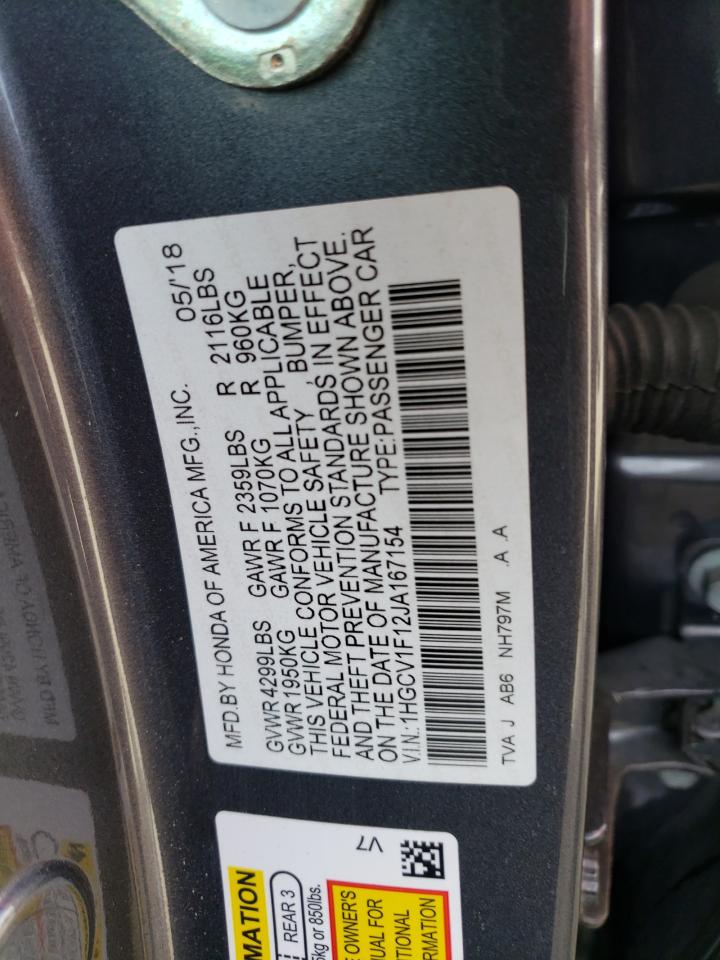 MFD.BY HONDA OF AMERICA MFG.,INC. 05/'18
GVWR 4299LBS GAWR F 2359LBS R 2116LBS
GVWR 1950KG GAWR F 1070KG R 960KG
THIS VEHICLE CONFORMS TO ALL APPLICABLE
FEDERAL MOTOR VEHICLE SAFETY , BUMPER,
AND THEFT PREVENTION STANDARDS IN EFFECT
ON THE DATE OF MANUFACTURE SHOWN ABOVE.
V.I.N.:1HGCV1F12JA167154 TYPE:PASSENGER CAR
TVA J AB6 NH797M .A .A
V7
MATION
REAR 3
5kg or 850lbs.
OWNER'S
UAL FOR
TIONAL
RMATION